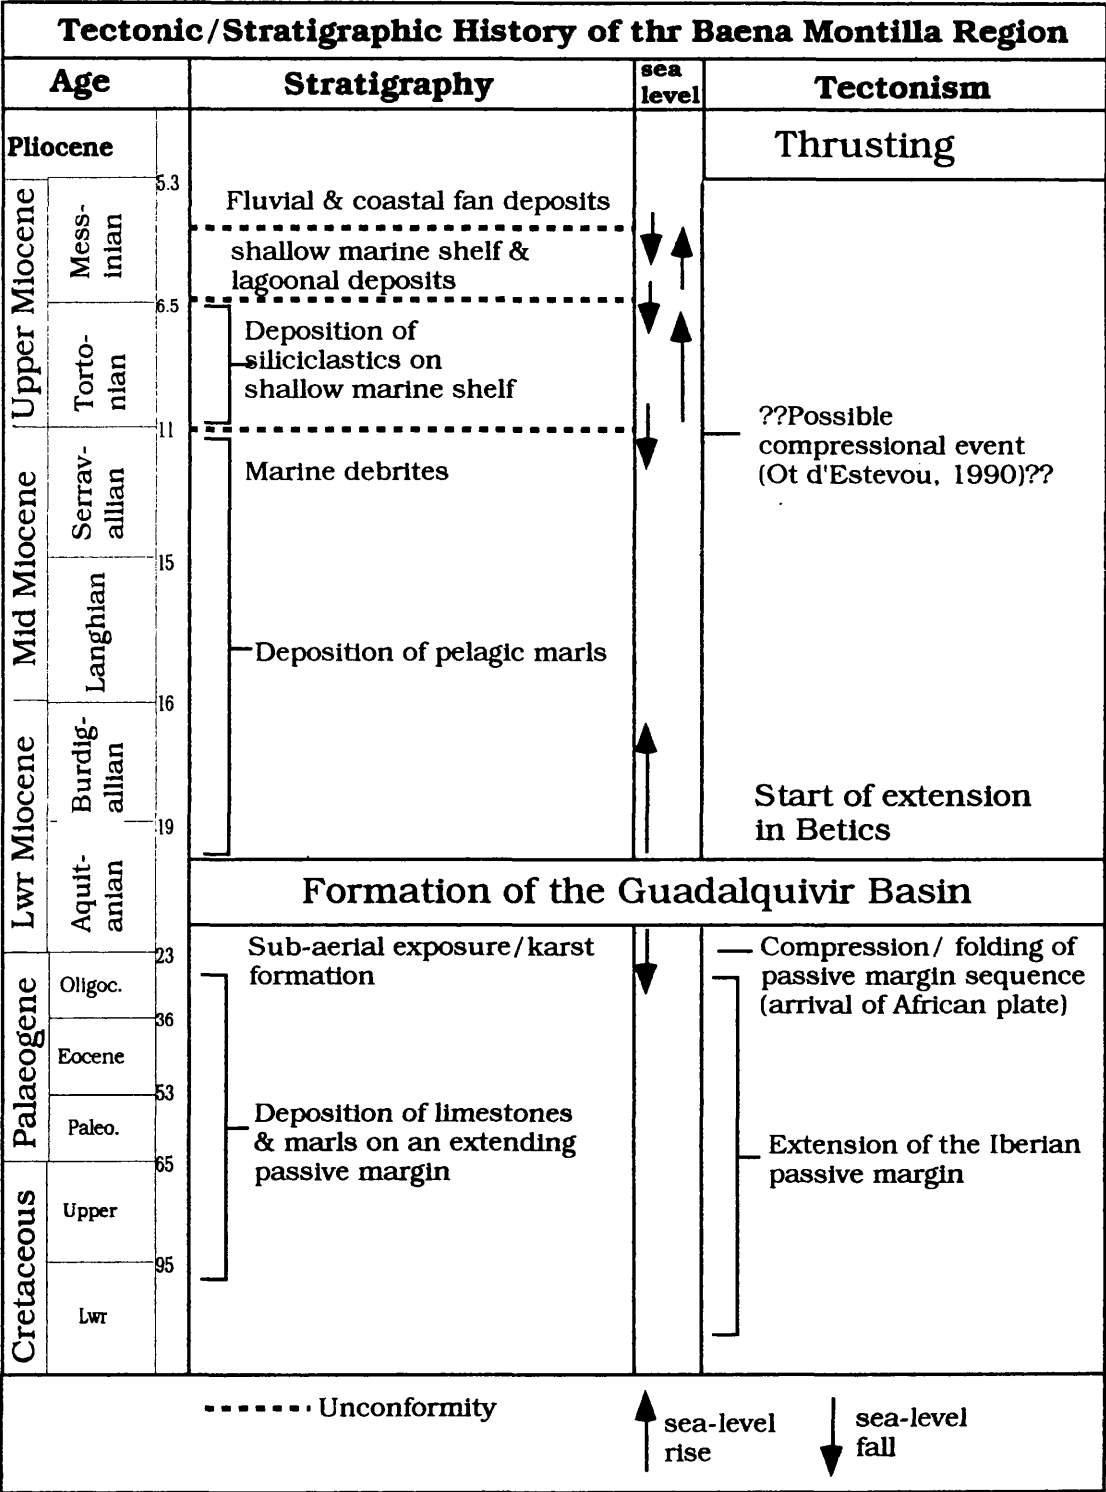 Tectonic/Stratigraphic History of thr Baena Montilla Region
Age
Stratigraphy
sea
level
Tectonism
Pliocene
Thrusting
5.3
Upper Miocene
Mess-
inian
Fluvial & coastal fan deposits
shallow marine shelf &
lagoonal deposits
6.5
Torto-
nian
Deposition of
siliciclastics on
shallow marine shelf
11
??Possible
compressional event
(Ot d'Estevou, 1990)??
Mid Miocene
Serrav-
allian
Marine debrites
15
Langhian
Deposition of pelagic marls
16
Lwr Miocene
Burdig-
allian
Start of extension
in Betics
19
Aquit-
anian
Formation of the Guadalquivir Basin
23
Sub-aerial exposure/karst
formation
Compression/ folding of
passive margin sequence
(arrival of African plate)
Palaeogene
Oligoc.
36
Eocene
53
Paleo.
Deposition of limestones
& marls on an extending
passive margin
Extension of the Iberian
passive margin
65
Cretaceous
Upper
95
Lwr
Unconformity
sea-level
rise
sea-level
fall